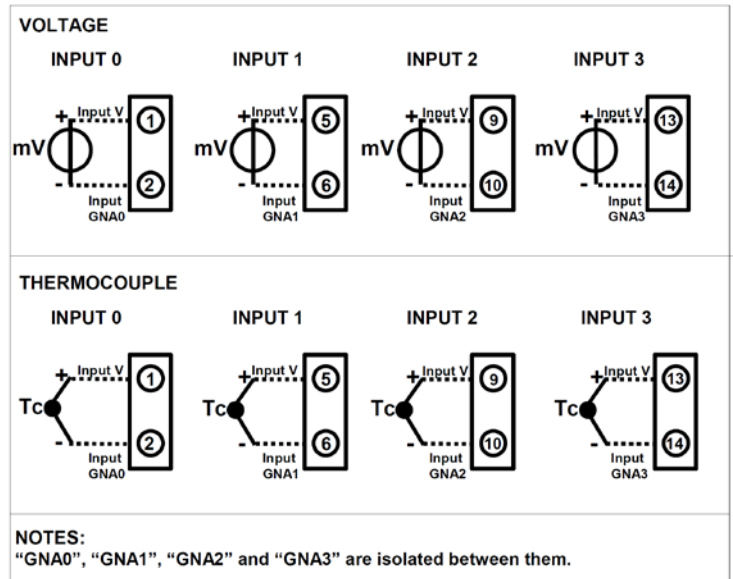 VOLTAGE
INPUT 0 INPUT 1 INPUT 2 INPUT 3
+ Input V 1 + Input V 5 + Input V 9 + Input V 13
mV mV mV mV
- 2 - 6 - 10 - 14
Input Input Input Input
GNA0 GNA1 GNA2 GNA3
THERMOCOUPLE
INPUT 0 INPUT 1 INPUT 2 INPUT 3
+ Input V 1 + Input V 5 + Input V 9 + Input V 13
Tc Tc Tc Tc
- 2 - 6 - 10 - 14
Input Input Input Input
GNA0 GNA1 GNA2 GNA3
NOTES:
“GNA0”, “GNA1”, “GNA2” and “GNA3” are isolated between them.